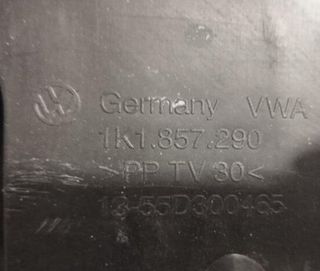 Germany VWA
1K1.857.290
>PP TV 30<
13-55D300465